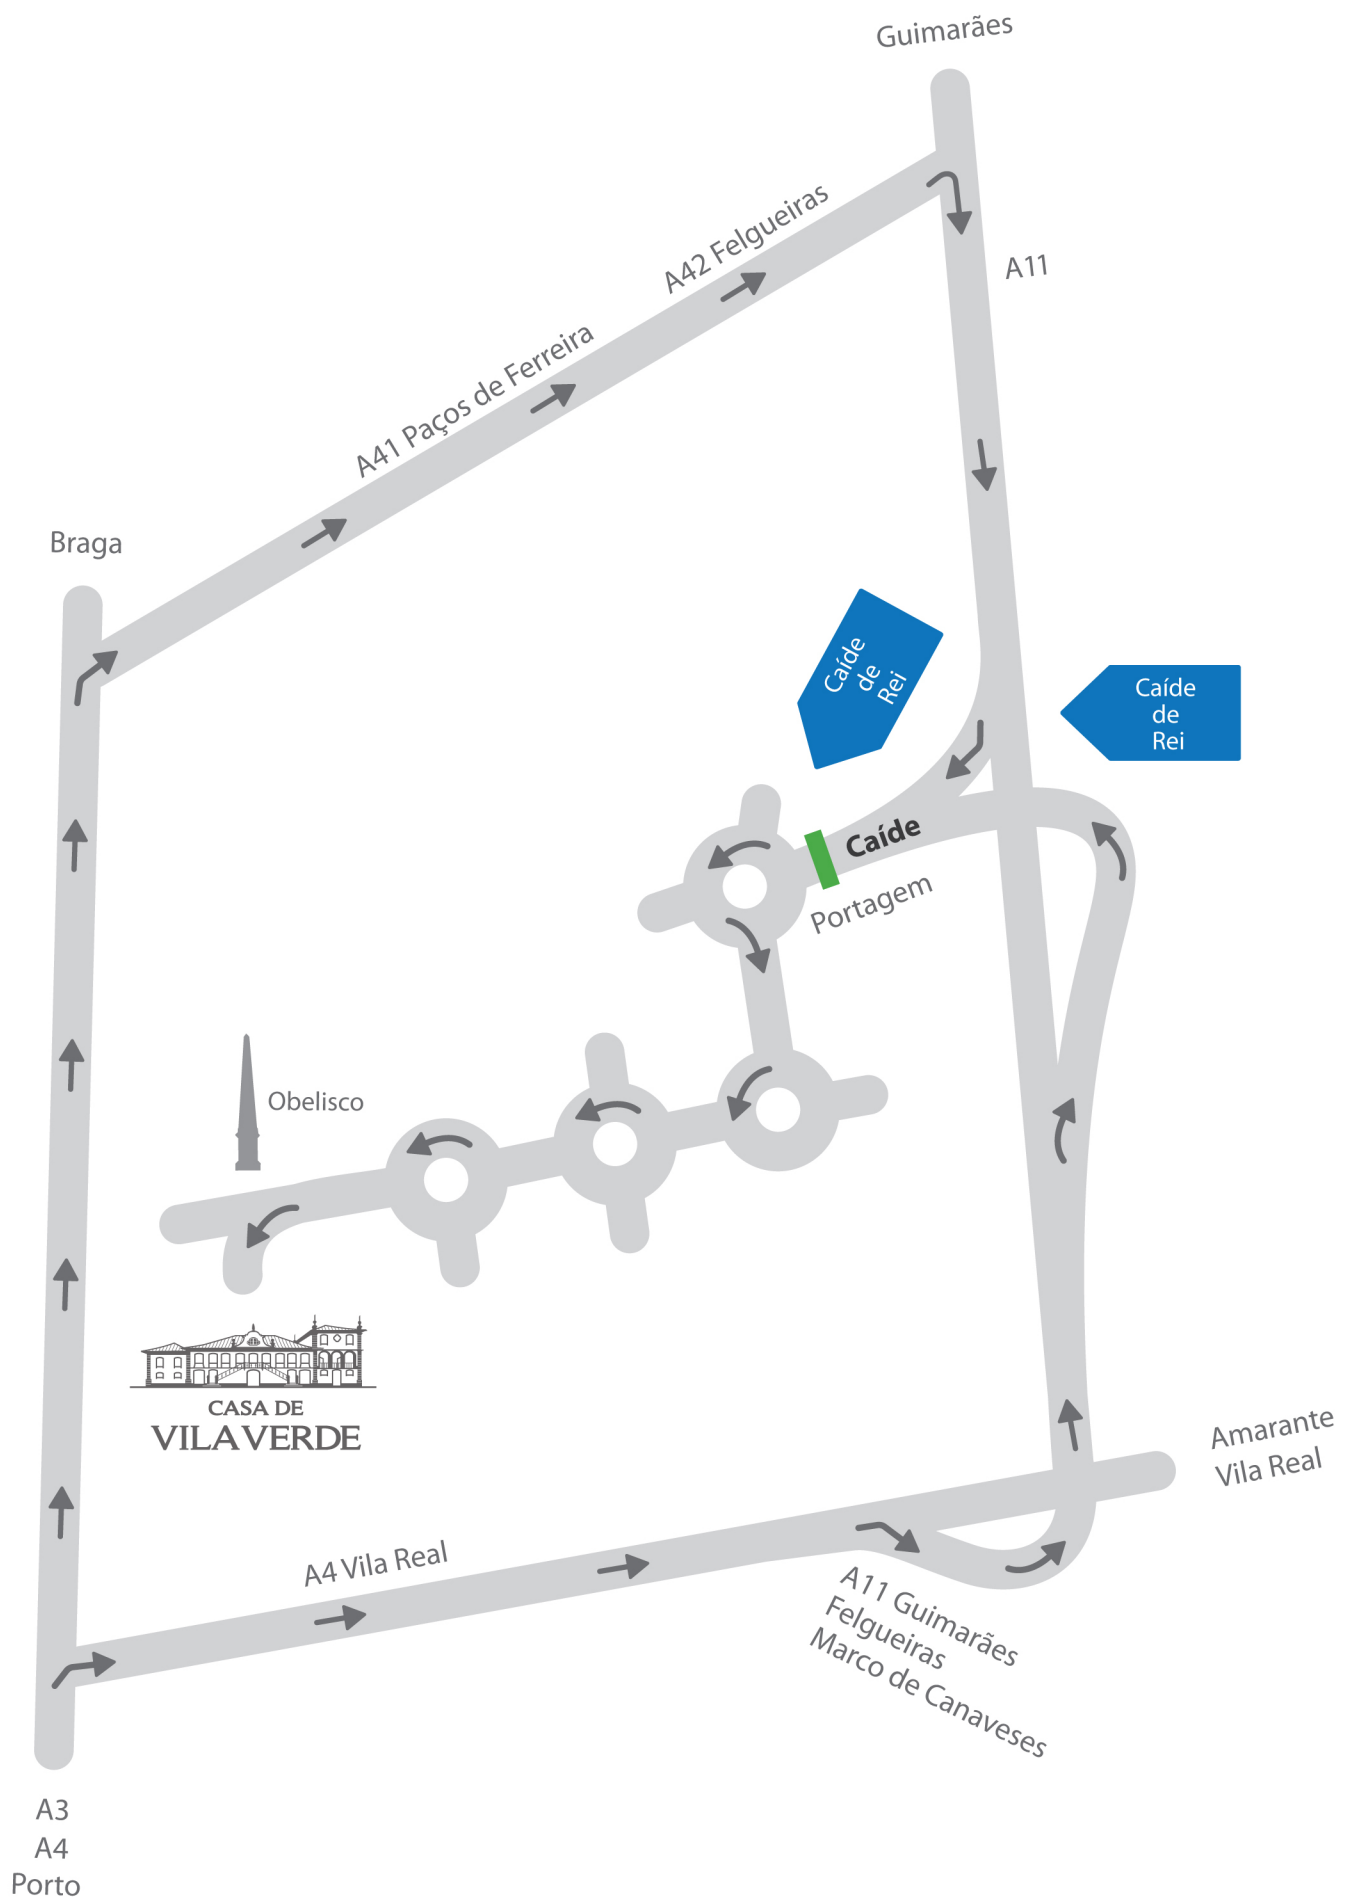 Guimarães
A42 Felgueiras
A11
A41 Paços de Ferreira
Braga
Caíde
de
Rei
Caíde
de
Rei
Caíde
Portagem
Obelisco
CASA DE
VILA VERDE
Amarante
Vila Real
A4 Vila Real
A11 Guimarães
Felgueiras
Marco de Canaveses
A3
A4
Porto